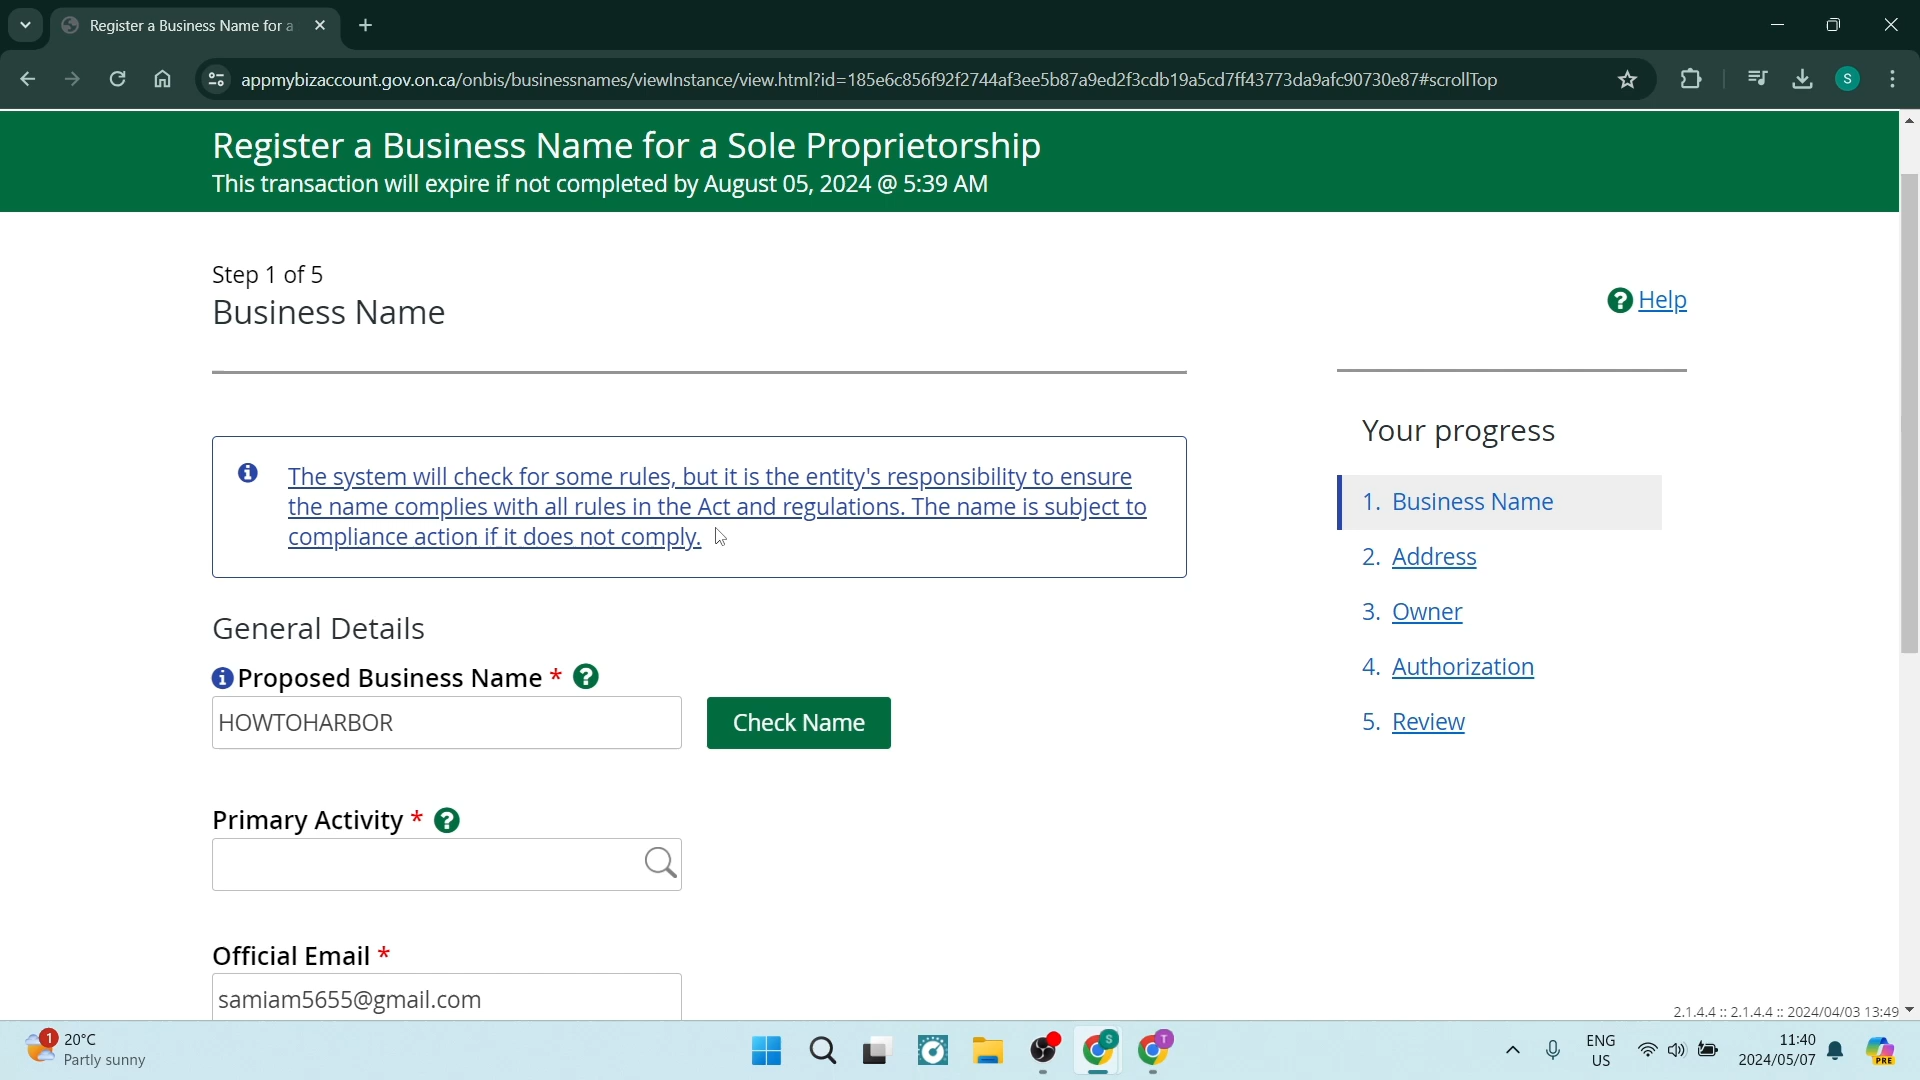 Register a Business Name for a
appmybizaccount.gov.on.ca/onbis/businessnames/viewInstance/view.html?id=185e6c856f92f2744af3ee5b87a9ed2f3cdb19a5cd7ff43773da9afc90730e87#scrollTop
S
Register a Business Name for a Sole Proprietorship
This transaction will expire if not completed by August 05, 2024 @ 5:39 AM
Step 1 of 5
Business Name
Help
Your progress
The system will check for some rules, but it is the entity's responsibility to ensure
the name complies with all rules in the Act and regulations. The name is subject to
compliance action if it does not comply.
1. Business Name
2. Address
3. Owner
4. Authorization
5. Review
General Details
Proposed Business Name *
HOWTOHARBOR
Check Name
Primary Activity *
Official Email *
samiam5655@gmail.com
2.1.4.4 :: 2.1.4.4 :: 2024/04/03 13:49
1
20°C
Partly sunny
S
T
ENG
US
11:40
2024/05/07
PRE